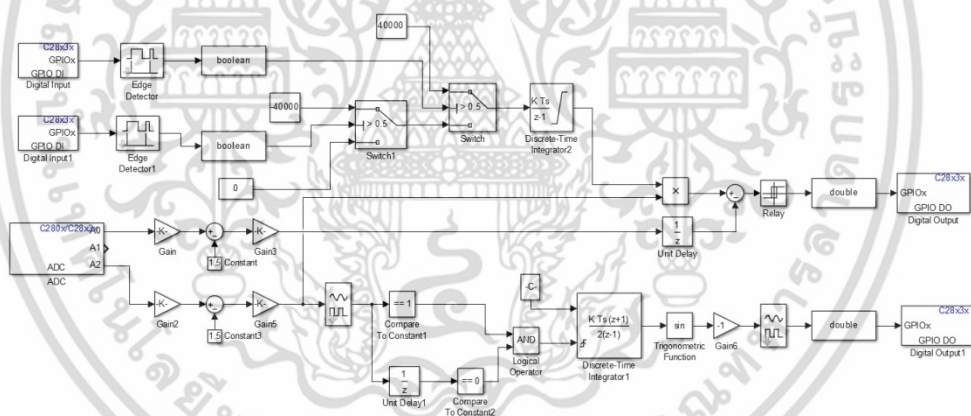 40000
C28x3x
GPIOx
GPIO DI
Digital Input
Edge
Detector
boolean
-40000
> 0.5
Switch1
> 0.5
Switch
K Ts
z-1
Discrete-Time
Integrator2
C28x3x
GPIOx
GPIO DI
Digital Input1
Edge
Detector1
boolean
0
×
Relay
double
C28x3x
GPIOx
GPIO DO
Digital Output
C280x/C28x3x
A0
A1
A2
ADC
ADC
-K-
Gain
+
-
1.5
Constant
-K-
Gain3
1
z
Unit Delay
+
-
-K-
Gain2
+
-
1.5
Constant3
-K-
Gain5
== 1
Compare
To Constant1
1
z
Unit Delay1
== 0
Compare
To Constant2
AND
Logical
Operator
-C-
K Ts(z+1)
2(z-1)
Discrete-Time
Integrator1
sin
Trigonometric
Function
-1
Gain6
double
C28x3x
GPIOx
GPIO DO
Digital Output1